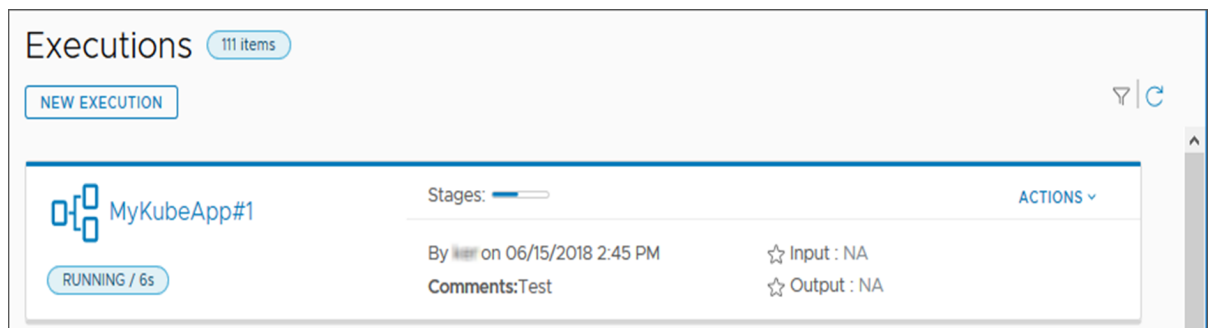 Executions 111 items
NEW EXECUTION
MyKubeApp#1
RUNNING / 6s
Stages:
ACTIONS
By on 06/15/2018 2:45 PM
Comments:Test
Input : NA
Output : NA